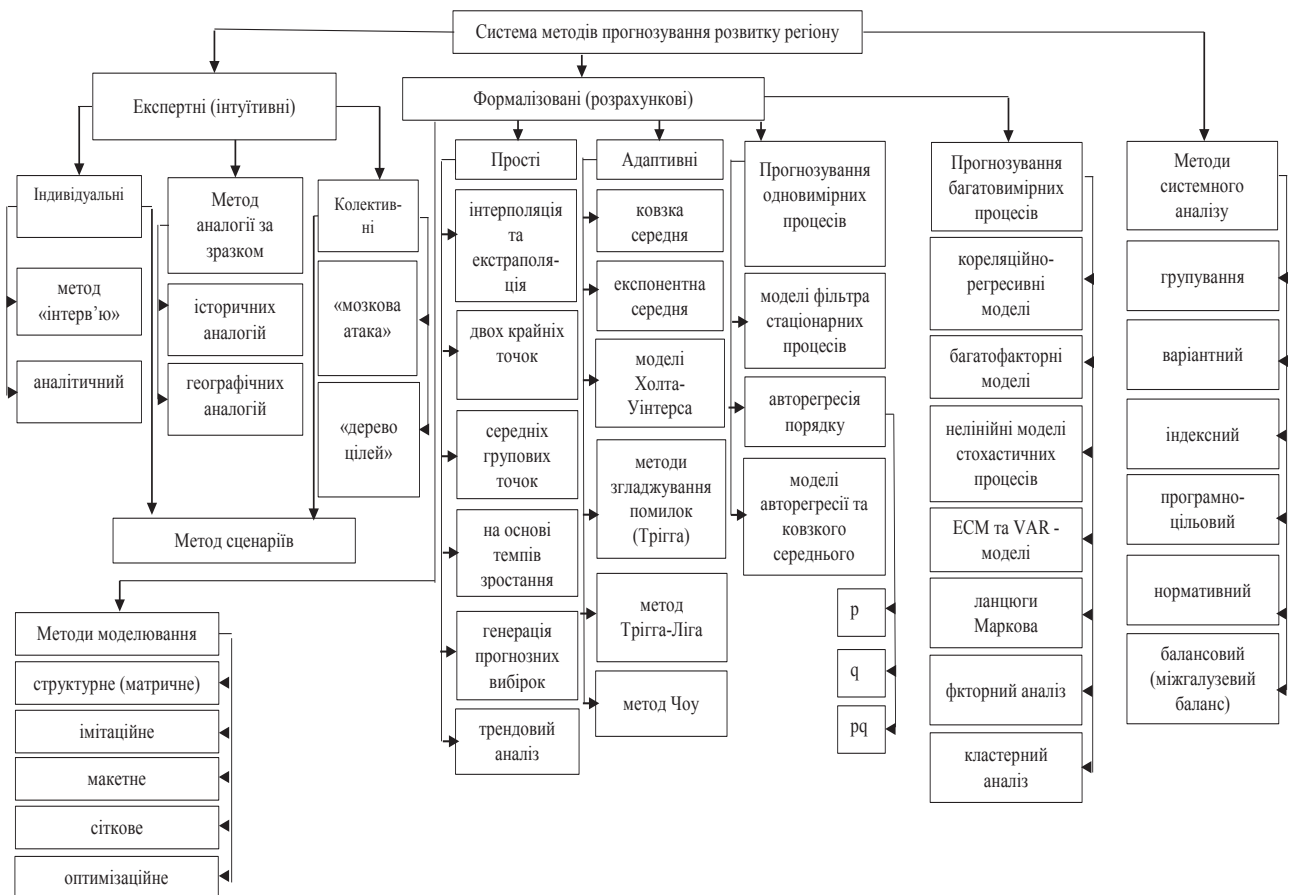 Система методів прогнозування розвитку регіону
Експертні (інтуїтивні)
Формалізовані (розрахункові)
Індивідуальні
метод
«інтерв’ю»
аналітичний
Метод
аналогії за
зразком
історичних
аналогій
географічних
аналогій
Колектив-
ні
«мозкова
атака»
«дерево
цілей»
Метод сценаріїв
Методи моделювання
структурне (матричне)
імітаційне
макетне
сіткове
оптимізаційне
Прості
інтерполяція
та
екстраполя-
ція
двох крайніх
точок
середніх
групових
точок
на основі
темпів
зростання
генерація
прогнозних
вибірок
трендовий
аналіз
Адаптивні
ковзка
середня
експонентна
середня
моделі
Холта-
Уінтерса
методи
згладжування
помилок
(Трігга)
метод
Трігга-Ліга
метод Чоу
Прогнозування
одновимірних
процесів
моделі фільтра
стаціонарних
процесів
авторегресія
порядку
моделі
авторегресії та
ковзкого
середнього
p
q
pq
Прогнозування
багатовимірних
процесів
кореляційно-
регресивні
моделі
багатофакторні
моделі
нелінійні моделі
стохастичних
процесів
ECM та VAR -
моделі
ланцюги
Маркова
фкторний аналіз
кластерний
аналіз
Методи
системного
аналізу
групування
варіантний
індексний
програмно-
цільовий
нормативний
балансовий
(міжгалузевий
баланс)